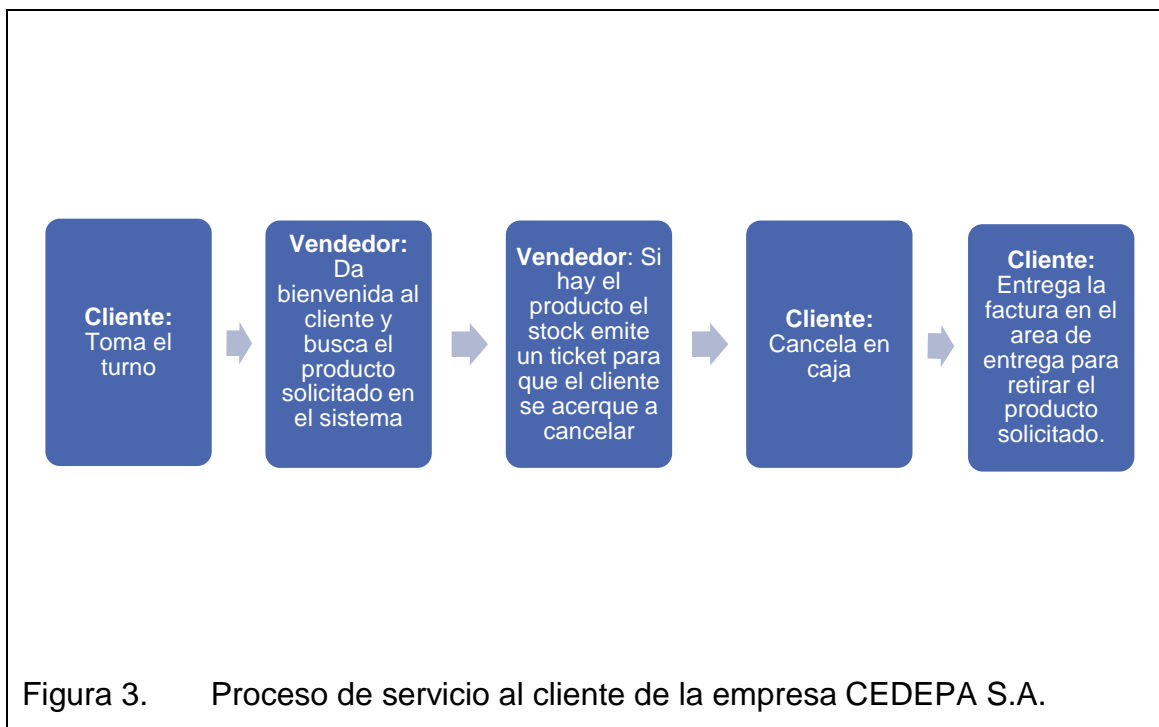 Cliente:
Toma el
turno
Vendedor:
Da
bienvenida al
cliente y
busca el
producto
solicitado en
el sistema
Vendedor: Si
hay el
producto el
stock emite
un ticket para
que el cliente
se acerque a
cancelar
Cliente:
Cancela en
caja
Cliente:
Entrega la
factura en el
area de
entrega para
retirar el
producto
solicitado.
Figura 3. Proceso de servicio al cliente de la empresa CEDEPA S.A.